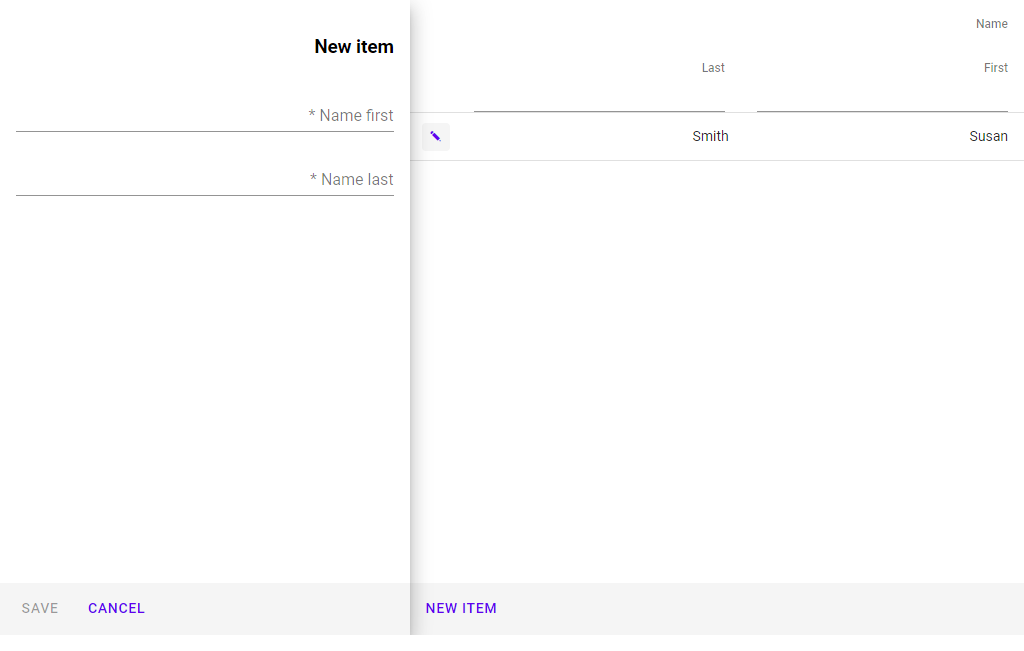 New item
* Name first
* Name last
SAVE CANCEL
Name
Last First
Smith Susan
NEW ITEM